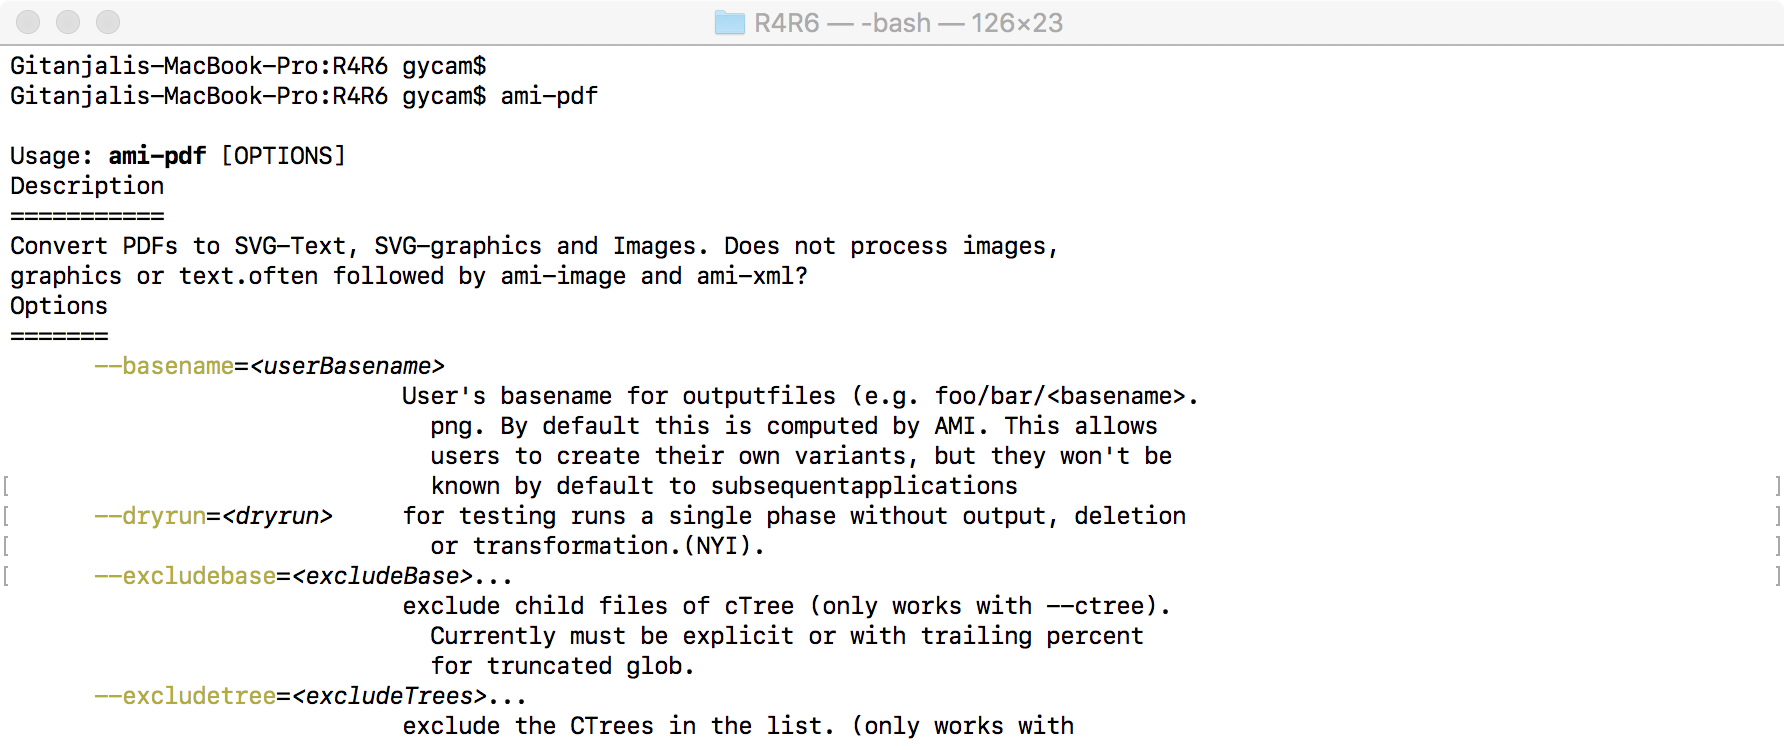 R4R6 — -bash — 126×23
Gitanjalis-MacBook-Pro:R4R6 gycam$
Gitanjalis-MacBook-Pro:R4R6 gycam$ ami-pdf
Usage: ami-pdf [OPTIONS]
Description
===========
Convert PDFs to SVG-Text, SVG-graphics and Images. Does not process images,
graphics or text.often followed by ami-image and ami-xml?
Options
=======
--basename=<userBasename>
User's basename for outputfiles (e.g. foo/bar/<basename>.
png. By default this is computed by AMI. This allows
users to create their own variants, but they won't be
[ known by default to subsequentapplications ]
[ --dryrun=<dryrun> for testing runs a single phase without output, deletion ]
[ or transformation.(NYI). ]
[ --excludebase=<excludeBase>... ]
exclude child files of cTree (only works with --ctree).
Currently must be explicit or with trailing percent
for truncated glob.
--excludetree=<excludeTrees>...
exclude the CTrees in the list. (only works with